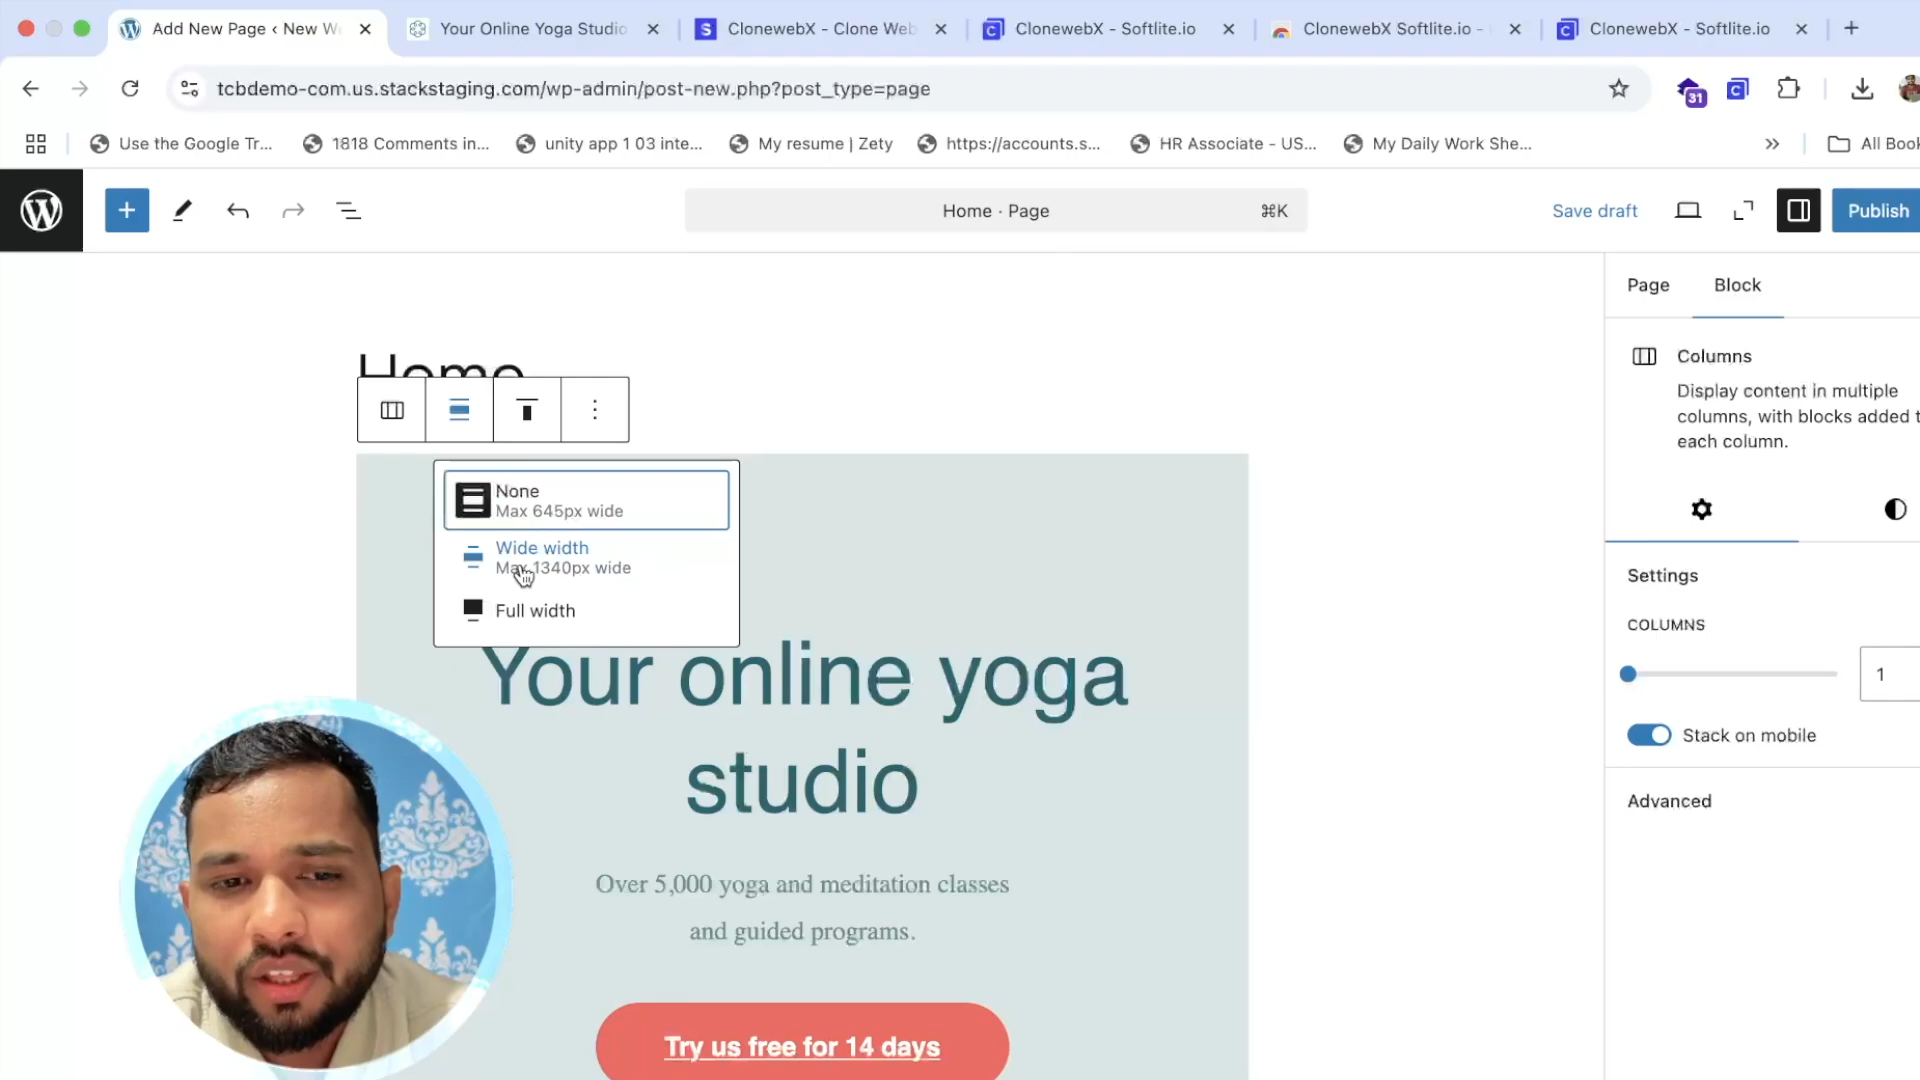 Add New Page ‹ New W
Your Online Yoga Studio
ClonewebX - Clone Web
ClonewebX - Softlite.io
ClonewebX Softlite.io -
ClonewebX - Softlite.io
tcbdemo-com.us.stackstaging.com/wp-admin/post-new.php?post_type=page
31
Use the Google Tr...
1818 Comments in...
unity app 1 03 inte...
My resume | Zety
https://accounts.s...
HR Associate - US...
My Daily Work She...
All Book
Home · Page
⌘K
Save draft
Publish
Page
Block
Home
Columns
Display content in multiple
columns, with blocks added t
each column.
None
Max 645px wide
Wide width
Max 1340px wide
Full width
Settings
COLUMNS
1
Stack on mobile
Advanced
Your online yoga
studio
Over 5,000 yoga and meditation classes
and guided programs.
Try us free for 14 days